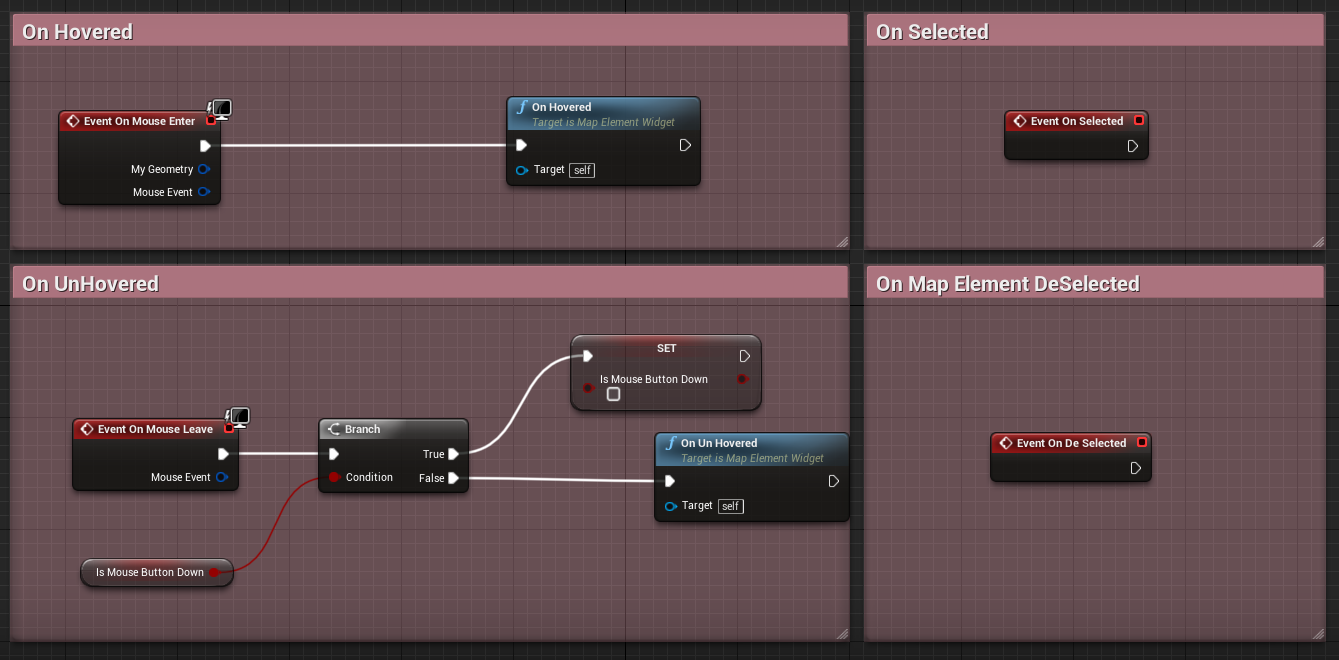 On Hovered
Event On Mouse Enter
My Geometry
Mouse Event
f On Hovered
Target is Map Element Widget
Target self
On Selected
Event On Selected
On UnHovered
Event On Mouse Leave
Mouse Event
Is Mouse Button Down
Branch
True
Condition False
SET
Is Mouse Button Down
f On Un Hovered
Target is Map Element Widget
Target self
On Map Element DeSelected
Event On De Selected